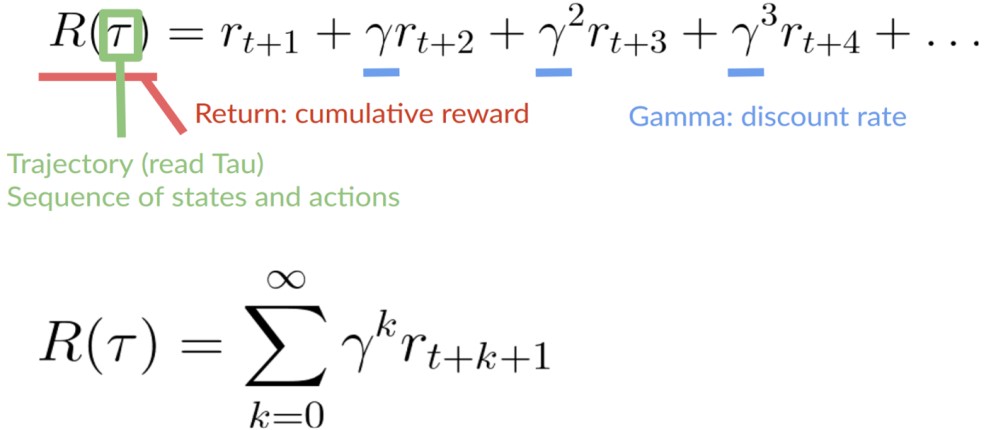 R(τ) = r_{t+1} + γr_{t+2} + γ^2r_{t+3} + γ^3r_{t+4} + ...
Return: cumulative reward
Gamma: discount rate
Trajectory (read Tau)
Sequence of states and actions
R(τ) = \sum_{k=0}^{∞} γ^k r_{t+k+1}